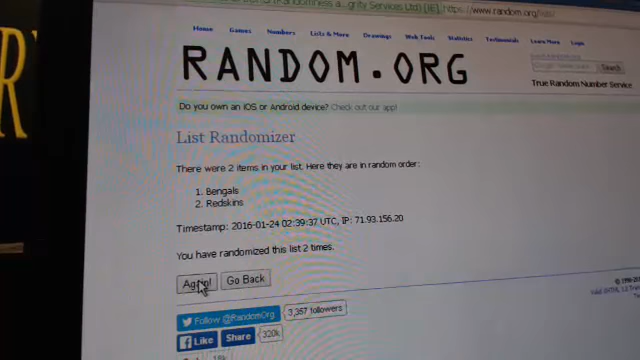 https://www.random.org/lists/
Home Games Numbers Lists & More Drawings Web Tools Statistics Testimonials Learn More Login
RANDOM.ORG
Search
True Random Number Service
Do you own an iOS or Android device? Check out our app!
List Randomizer
There were 2 items in your list. Here they are in random order:
1. Bengals
2. Redskins
Timestamp: 2016-01-24 02:39:37 UTC, IP: 71.93.156.20
You have randomized this list 2 times.
Again! Go Back
Follow @RandomOrg 3,357 followers
Like Share 320k